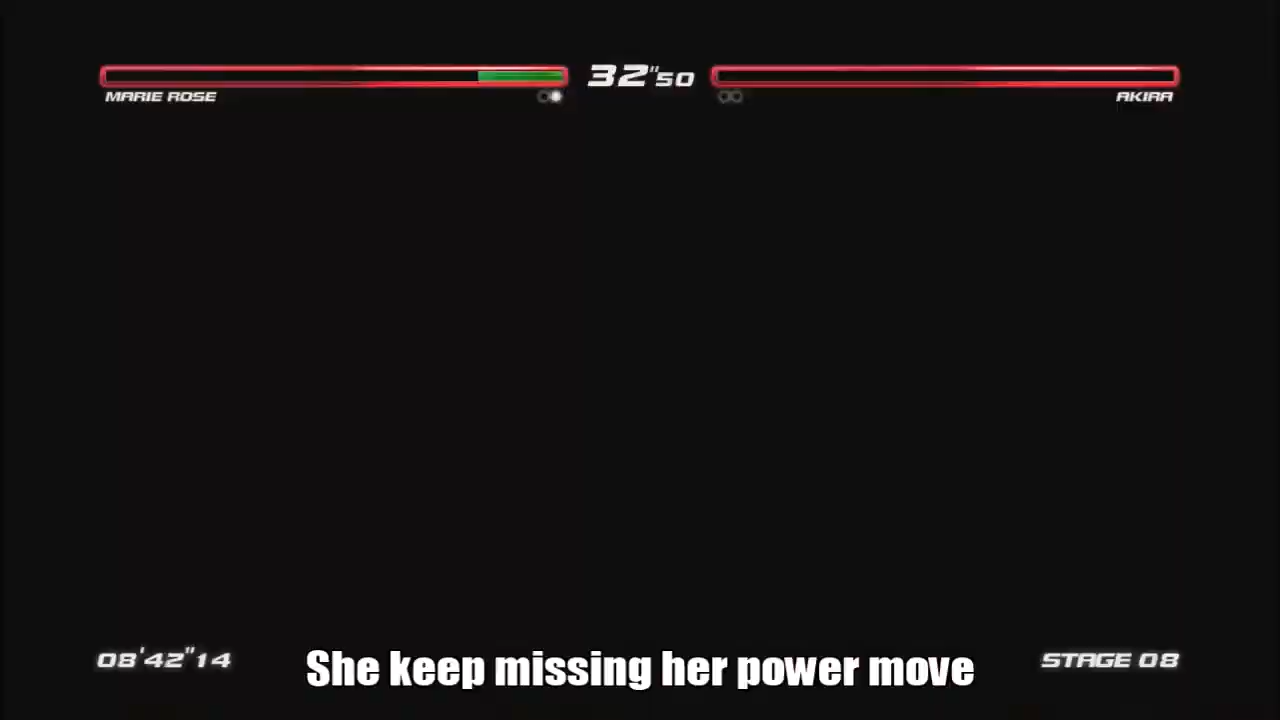 32"50
MARIE ROSE
AKIRA
08'42"14
She keep missing her power move
STAGE 08